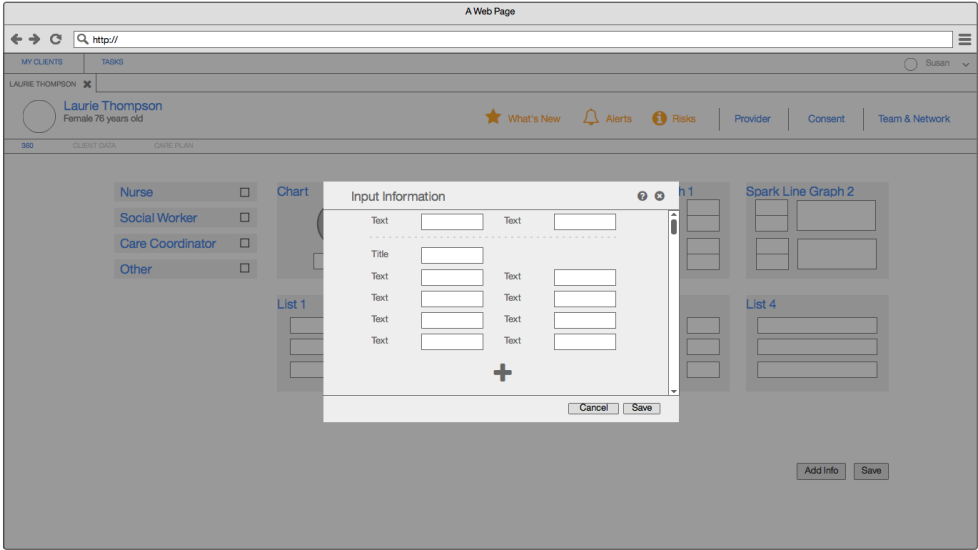 A Web Page
http://
MY CLIENTS TASKS Susan
LAURIE THOMPSON
Laurie Thompson
Female 76 years old
What's New Alerts Risks Provider Consent Team & Network
360 CLIENT DATA CARE PLAN
Nurse
Social Worker
Care Coordinator
Other
Chart
h 1
Spark Line Graph 2
List 1
List 4
Input Information
Text Text
Title
Text Text
Text Text
Text Text
Text Text
Cancel Save
Add Info Save